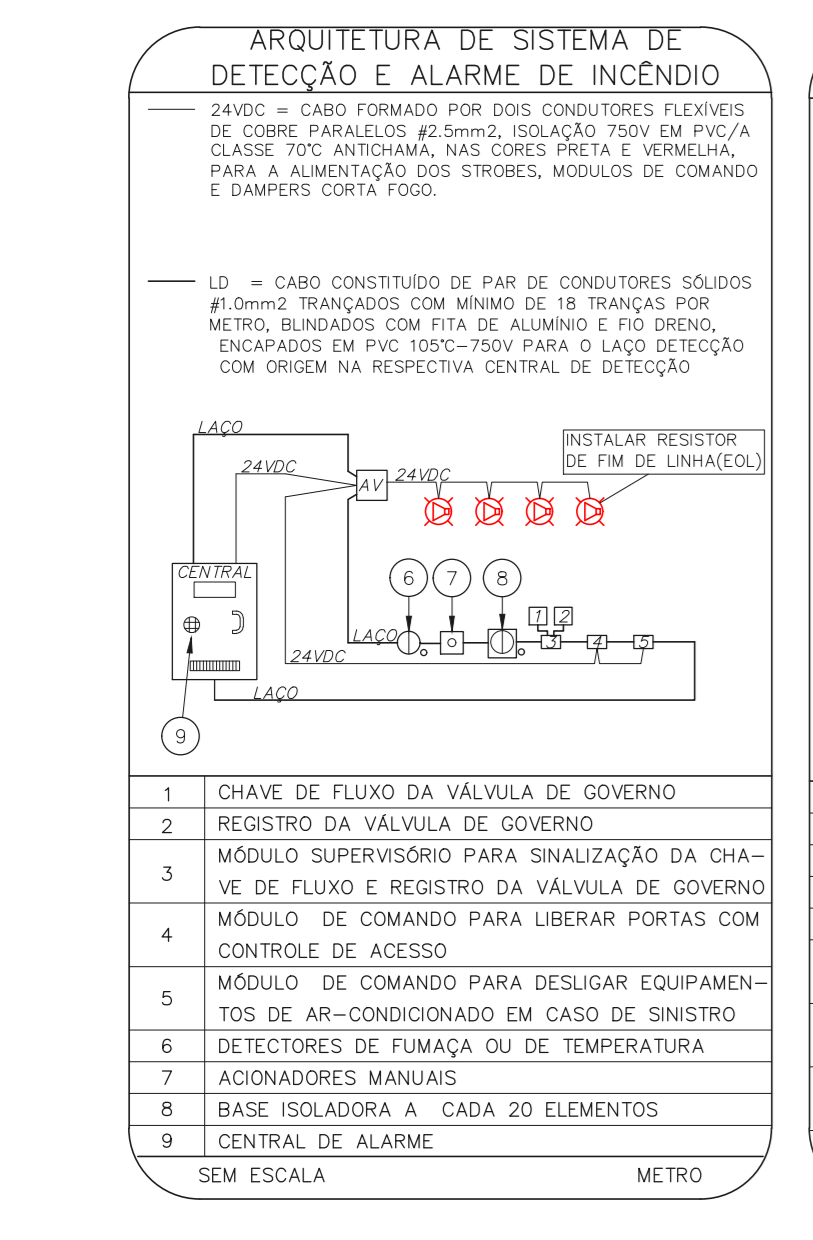 ARQUITETURA DE SISTEMA DE
DETECÇÃO E ALARME DE INCÊNDIO
24VDC = CABO FORMADO POR DOIS CONDUTORES FLEXÍVEIS
DE COBRE PARALELOS #2.5mm2, ISOLAÇÃO 750V EM PVC/A
CLASSE 70°C ANTICHAMA, NAS CORES PRETA E VERMELHA,
PARA A ALIMENTAÇÃO DOS STROBES, MODULOS DE COMANDO
E DAMPERS CORTA FOGO.
LD = CABO CONSTITUÍDO DE PAR DE CONDUTORES SÓLIDOS
#1.0mm2 TRANÇADOS COM MÍNIMO DE 18 TRANÇAS POR
METRO, BLINDADOS COM FITA DE ALUMÍNIO E FIO DRENO,
ENCAPADOS EM PVC 105°C-750V PARA O LAÇO DETECÇÃO
COM ORIGEM NA RESPECTIVA CENTRAL DE DETECÇÃO
LAÇO
INSTALAR RESISTOR
DE FIM DE LINHA(EOL)
24VDC
24VDC
AV
CENTRAL
6
7
8
1
2
LAÇO
3
4
5
24VDC
LAÇO
9
1 CHAVE DE FLUXO DA VÁLVULA DE GOVERNO
2 REGISTRO DA VÁLVULA DE GOVERNO
3 MÓDULO SUPERVISÓRIO PARA SINALIZAÇÃO DA CHA-
VE DE FLUXO E REGISTRO DA VÁLVULA DE GOVERNO
4 MÓDULO DE COMANDO PARA LIBERAR PORTAS COM
CONTROLE DE ACESSO
5 MÓDULO DE COMANDO PARA DESLIGAR EQUIPAMEN-
TOS DE AR-CONDICIONADO EM CASO DE SINISTRO
6 DETECTORES DE FUMAÇA OU DE TEMPERATURA
7 ACIONADORES MANUAIS
8 BASE ISOLADORA A CADA 20 ELEMENTOS
9 CENTRAL DE ALARME
SEM ESCALA METRO